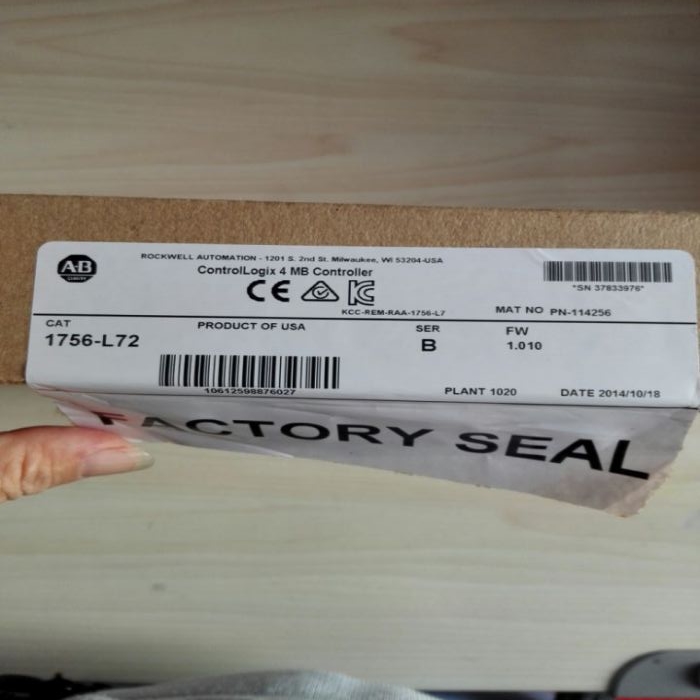 AB
ROCKWELL AUTOMATION - 1201 S. 2nd St. Milwaukee, WI 53204-USA
ControlLogix 4 MB Controller
CE
*SN 37833976*
KCC-REM-RAA-1756-L7
MAT NO PN-114256
CAT
1756-L72
PRODUCT OF USA
SER
B
FW
1.010
10612598876027
PLANT 1020
DATE 2014/10/18
FACTORY SEAL